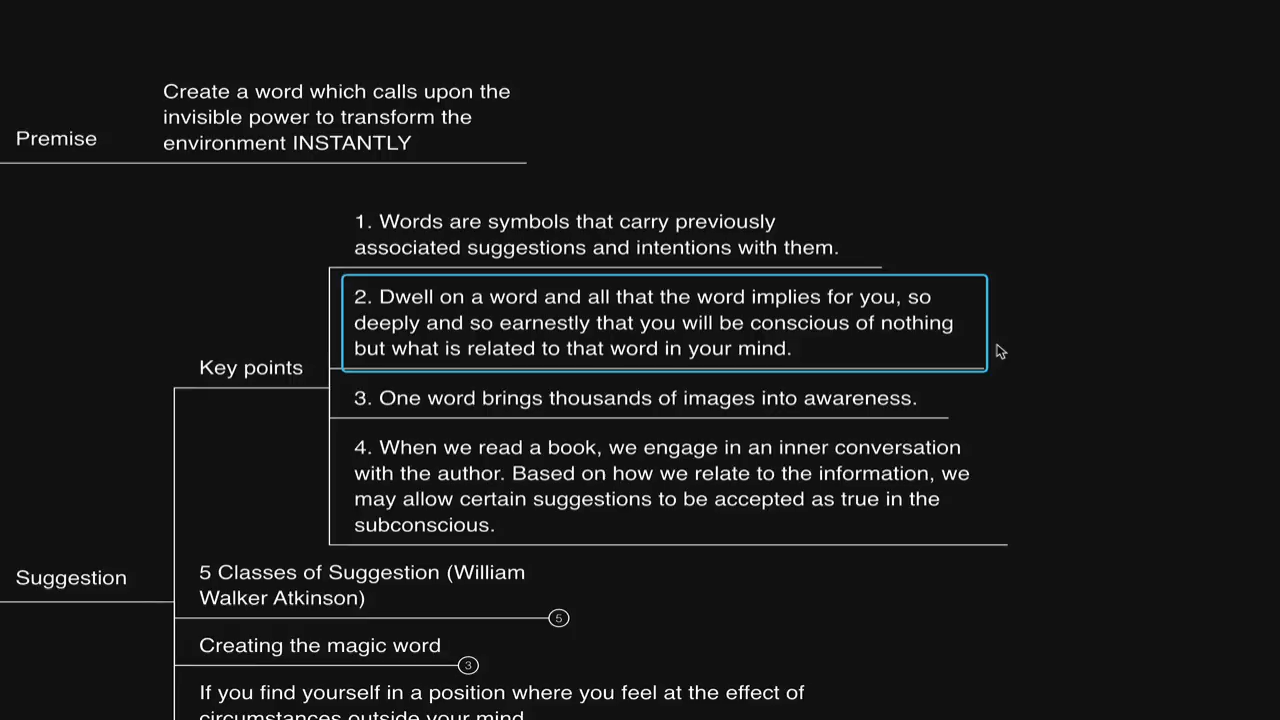 Create a word which calls upon the
invisible power to transform the
environment INSTANTLY
Premise
1. Words are symbols that carry previously
associated suggestions and intentions with them.
2. Dwell on a word and all that the word implies for you, so
deeply and so earnestly that you will be conscious of nothing
but what is related to that word in your mind.
Key points
3. One word brings thousands of images into awareness.
4. When we read a book, we engage in an inner conversation
with the author. Based on how we relate to the information, we
may allow certain suggestions to be accepted as true in the
subconscious.
Suggestion
5 Classes of Suggestion (William
Walker Atkinson)
5
Creating the magic word
3
If you find yourself in a position where you feel at the effect of
circumstances outside your mind